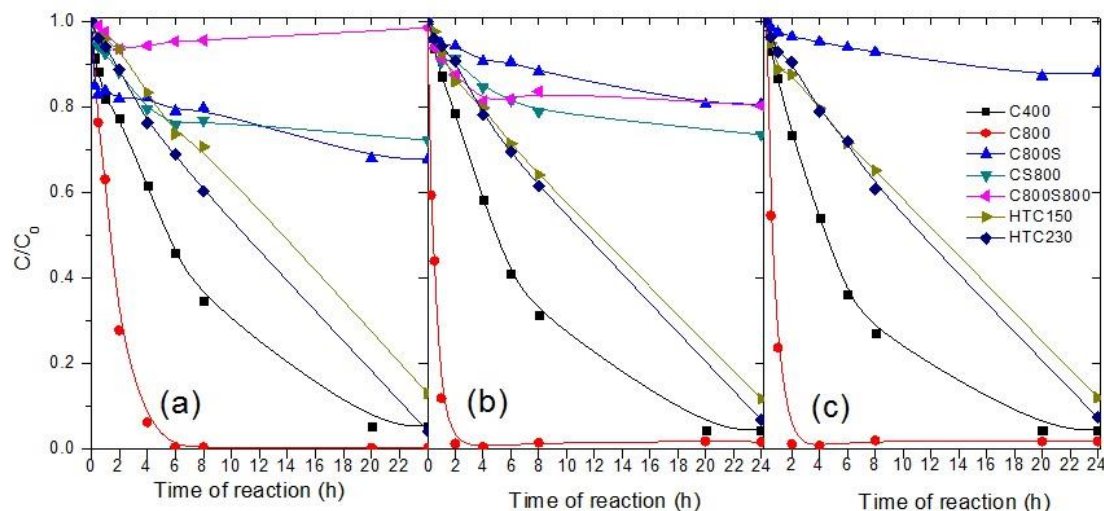 1.0
0.8
0.6
0.4
0.2
0.0
C/C0
(a)
(b)
(c)
C400
C800
C800S
CS800
C800S800
HTC150
HTC230
0 2 4 6 8 10 12 14 16 18 20 22
0 2 4 6 8 10 12 14 16 18 20 22 24
2 4 6 8 10 12 14 16 18 20 22 24
Time of reaction (h)
Time of reaction (h)
Time of reaction (h)